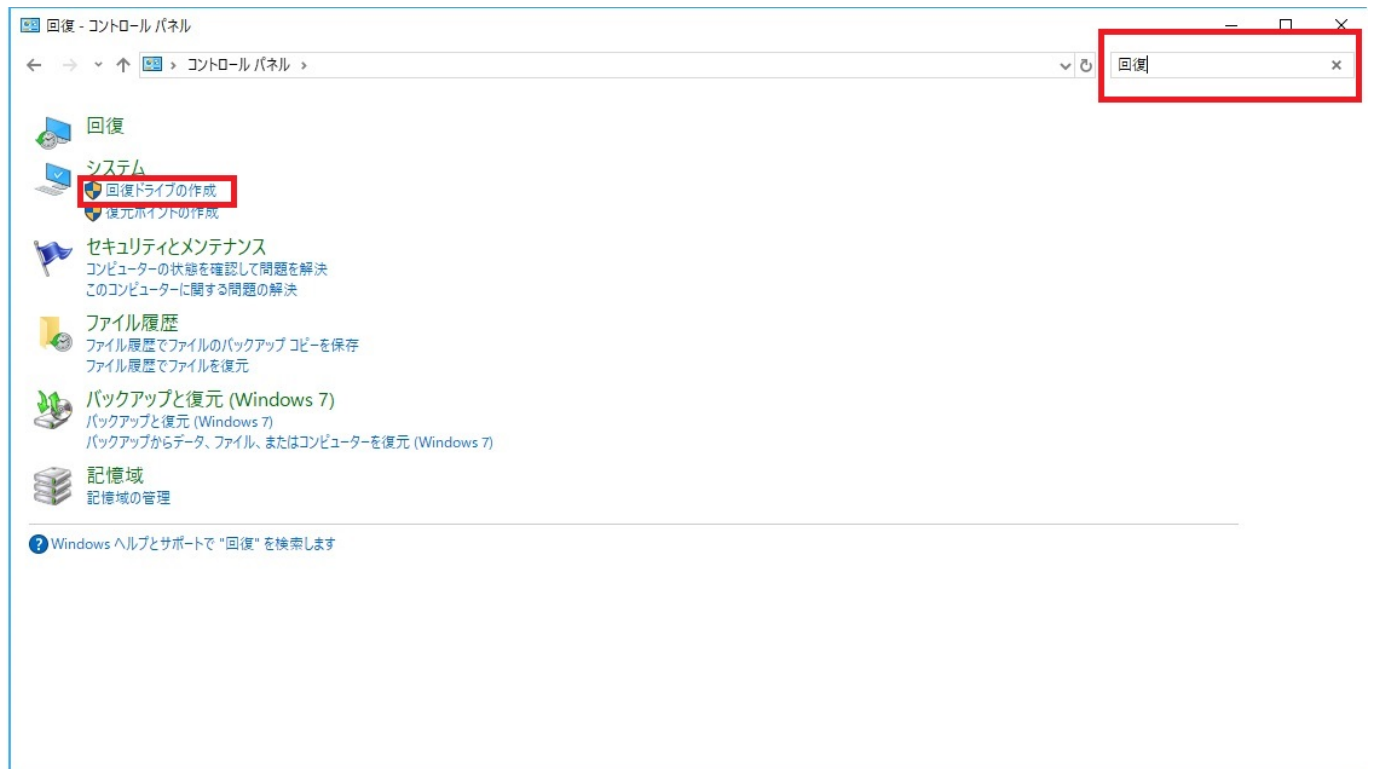 回復 - コントロール パネル
コントロール パネル
回復
回復
システム
回復ドライブの作成
復元ポイントの作成
セキュリティとメンテナンス
コンピューターの状態を確認して問題を解決
このコンピューターに関する問題の解決
ファイル履歴
ファイル履歴でファイルのバックアップ コピーを保存
ファイル履歴でファイルを復元
バックアップと復元 (Windows 7)
バックアップと復元 (Windows 7)
バックアップからデータ、ファイル、またはコンピューターを復元 (Windows 7)
記憶域
記憶域の管理
Windows ヘルプとサポートで "回復" を検索します